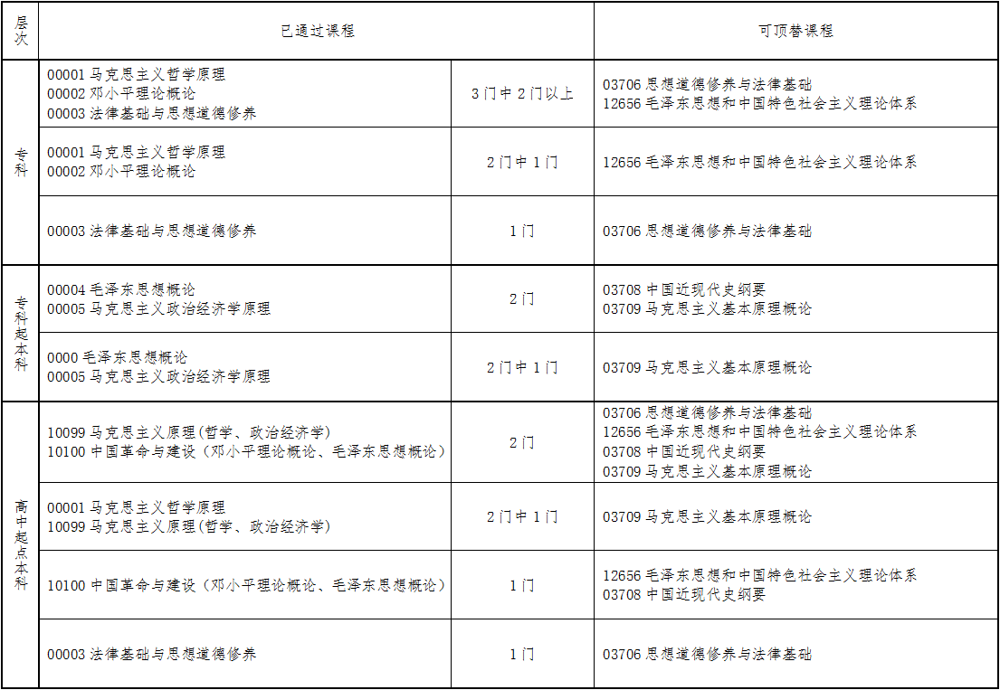 层次
已通过课程
可顶替课程
专科
00001 马克思主义哲学原理
00002 邓小平理论概论
00003 法律基础与思想道德修养
3 门中 2 门以上
03706 思想道德修养与法律基础
12656 毛泽东思想和中国特色社会主义理论体系
00001 马克思主义哲学原理
00002 邓小平理论概论
2 门中 1 门
12656 毛泽东思想和中国特色社会主义理论体系
00003 法律基础与思想道德修养
1 门
03706 思想道德修养与法律基础
专科起本科
00004 毛泽东思想概论
00005 马克思主义政治经济学原理
2 门
03708 中国近现代史纲要
03709 马克思主义基本原理概论
0000 毛泽东思想概论
00005 马克思主义政治经济学原理
2 门中 1 门
03709 马克思主义基本原理概论
高中起点本科
10099 马克思主义原理(哲学、政治经济学)
10100 中国革命与建设（邓小平理论概论、毛泽东思想概论）
2 门
03706 思想道德修养与法律基础
12656 毛泽东思想和中国特色社会主义理论体系
03708 中国近现代史纲要
03709 马克思主义基本原理概论
00001 马克思主义哲学原理
10099 马克思主义原理(哲学、政治经济学)
2 门中 1 门
03709 马克思主义基本原理概论
10100 中国革命与建设（邓小平理论概论、毛泽东思想概论）
1 门
12656 毛泽东思想和中国特色社会主义理论体系
03708 中国近现代史纲要
00003 法律基础与思想道德修养
1 门
03706 思想道德修养与法律基础